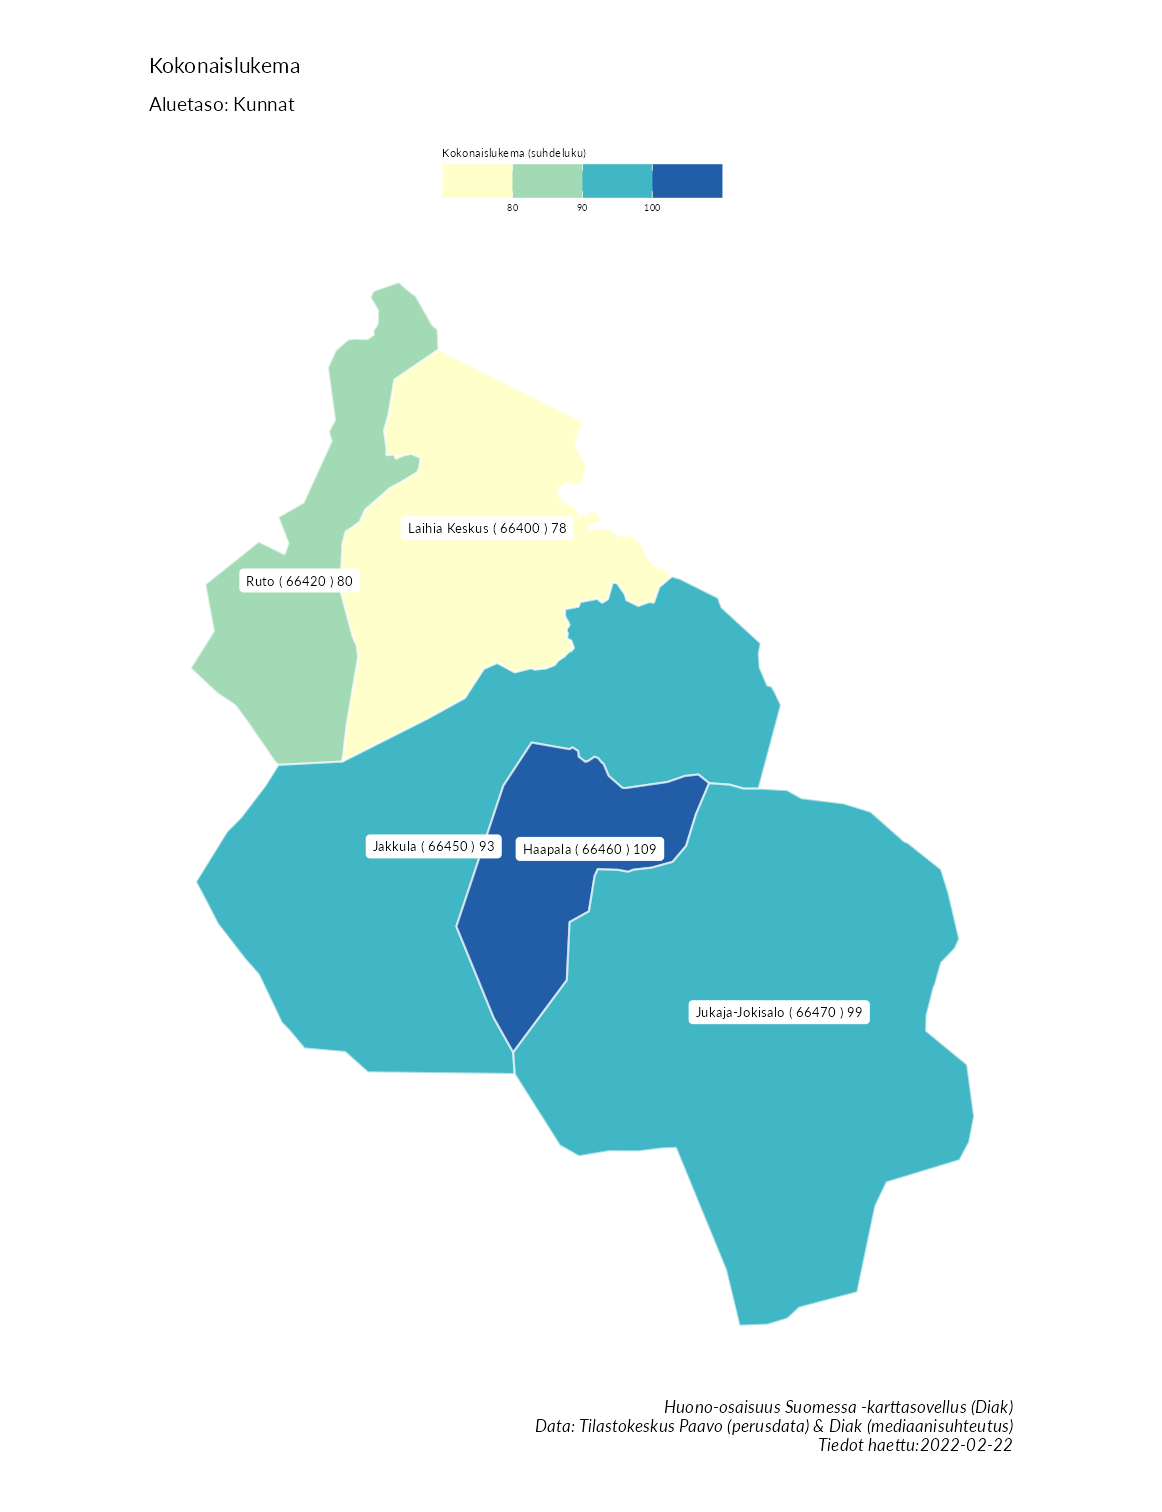 Kokonaislukema
Aluetaso: Kunnat
Kokonaislukema (suhdeluku)
80 90 100
Laihia Keskus ( 66400 ) 78
Ruto ( 66420 ) 80
Jakkula ( 66450 ) 93
Haapala ( 66460 ) 109
Jukaja-Jokisalo ( 66470 ) 99
Huono-osaisuus Suomessa -karttasovellus (Diak)
Data: Tilastokeskus Paavo (perusdata) & Diak (mediaanisuhteutus)
Tiedot haettu:2022-02-22